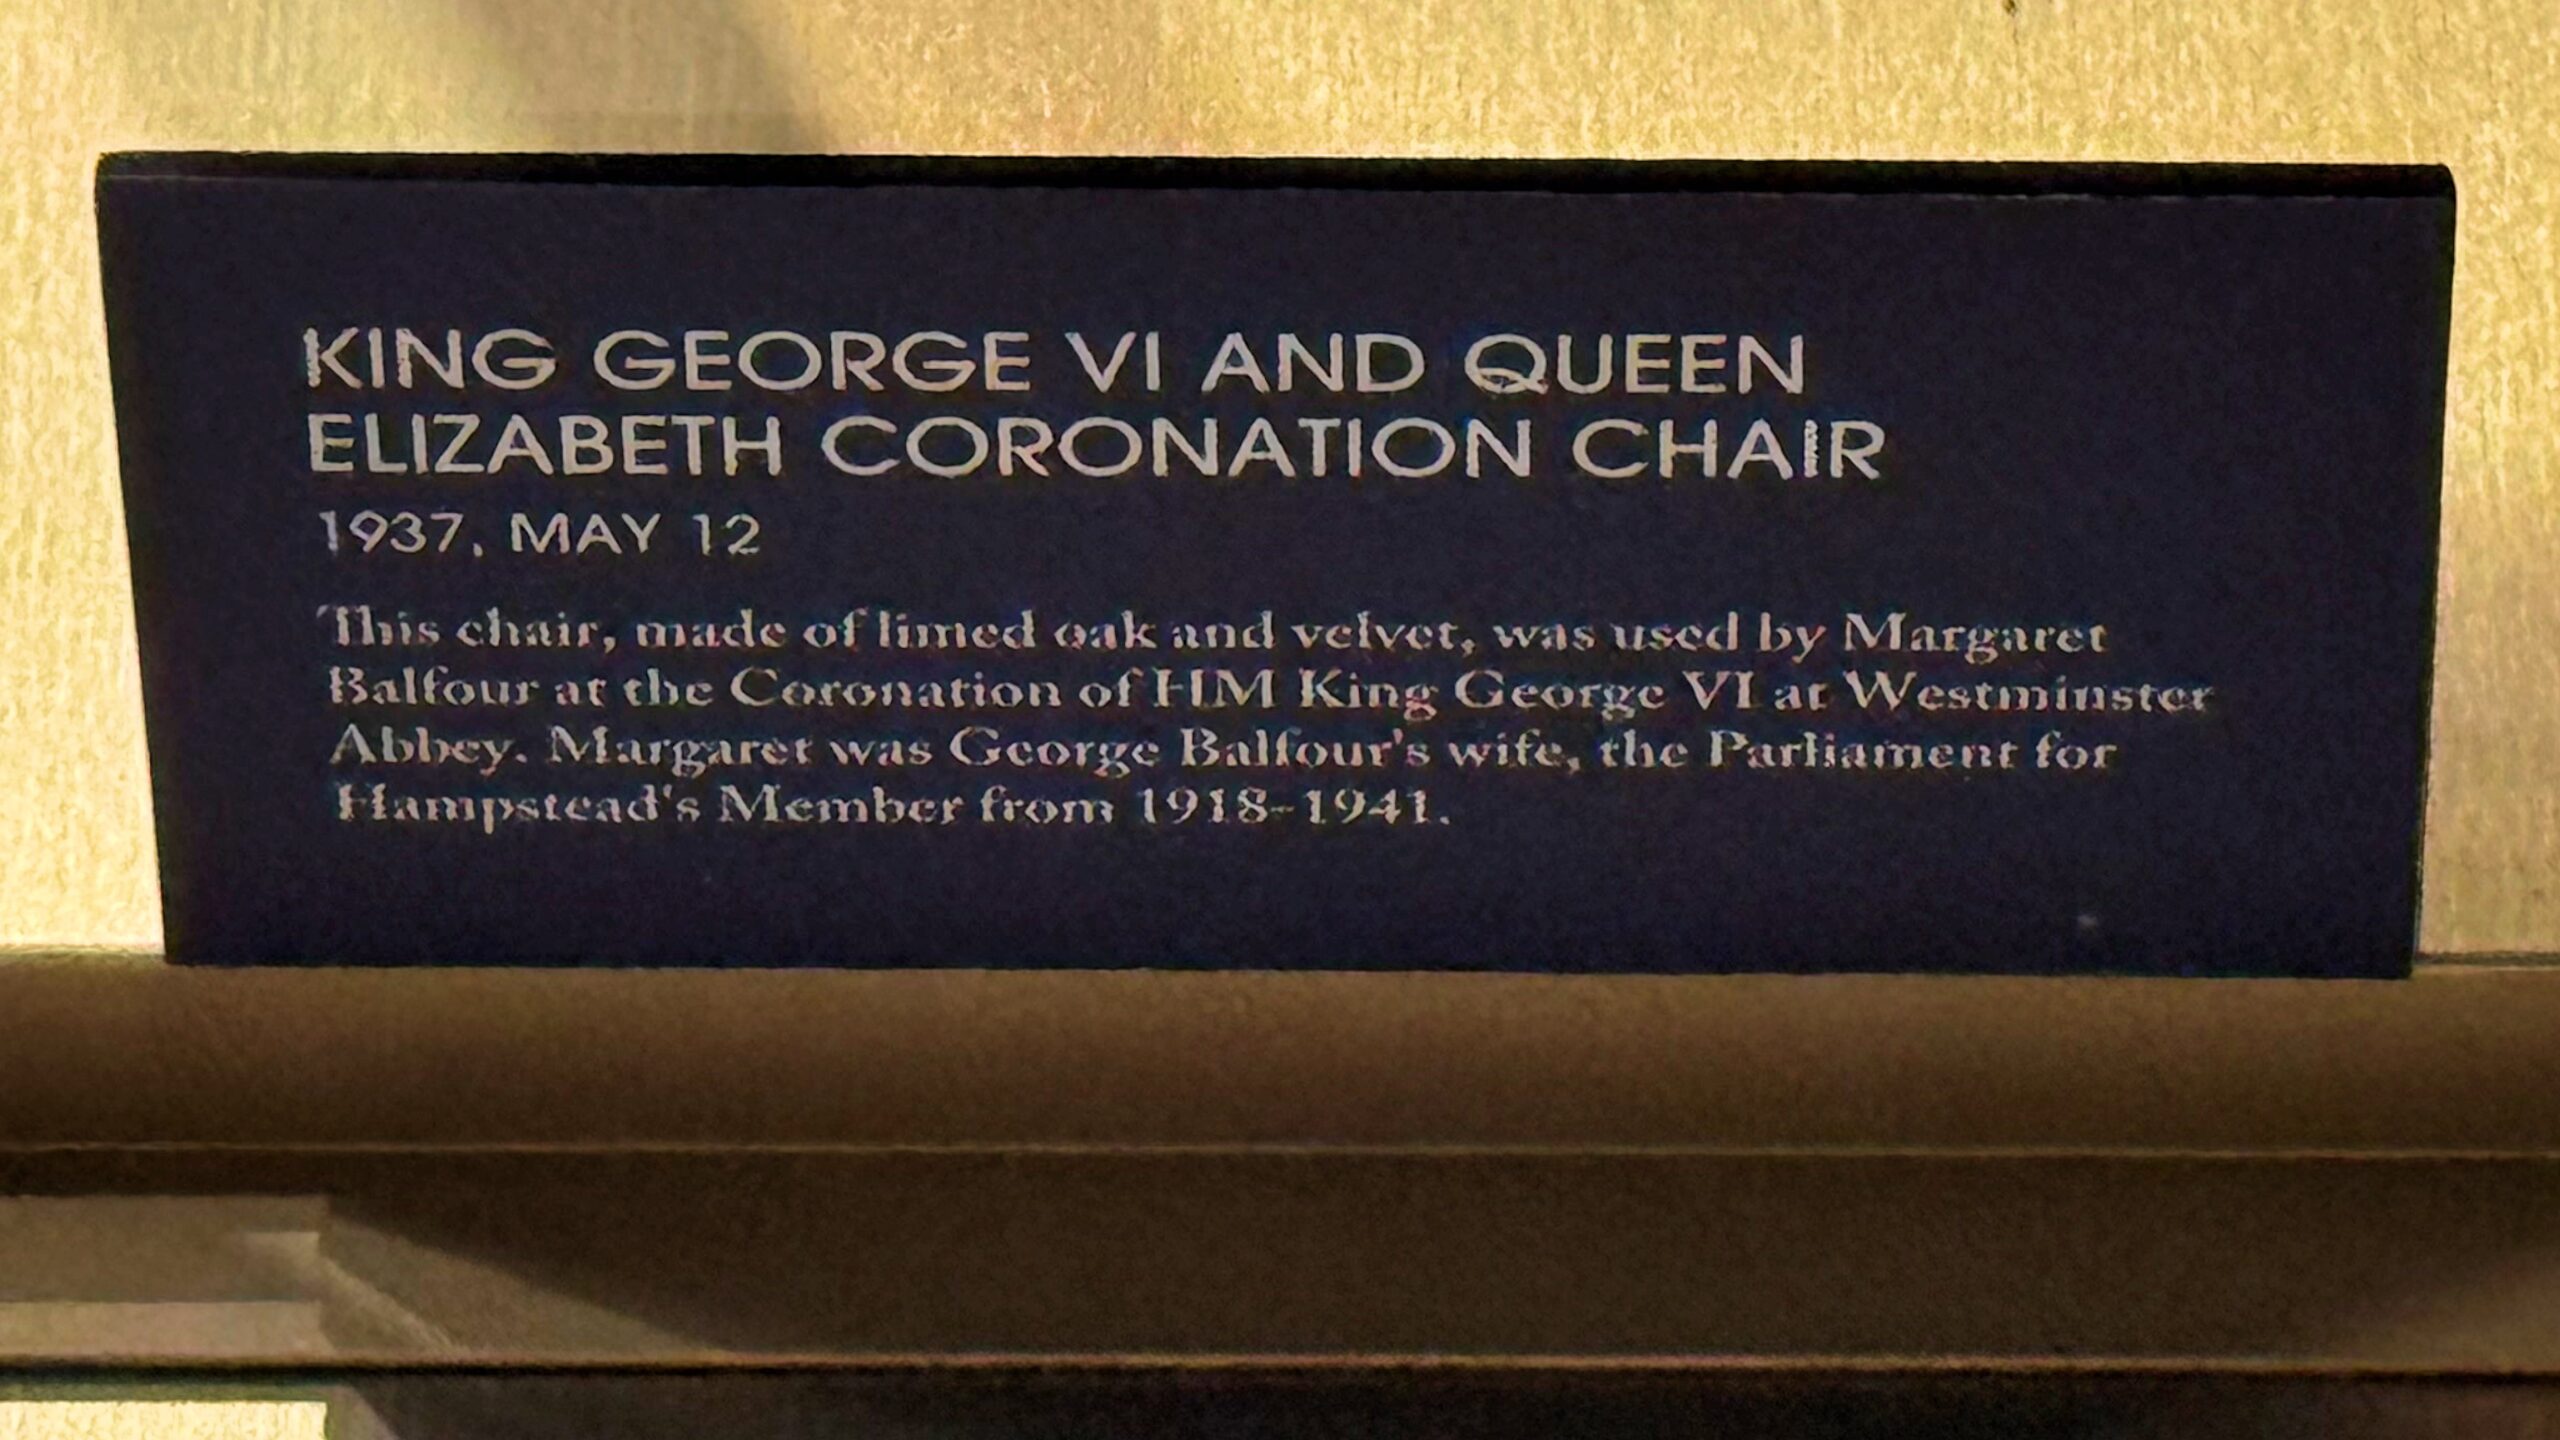 KING GEORGE VI AND QUEEN
ELIZABETH CORONATION CHAIR
1937, MAY 12
This chair, made of limed oak and velvet, was used by Margaret
Balfour at the Coronation of HM King George VI at Westminster
Abbey. Margaret was George Balfour's wife, the Parliament for
Hampstead's Member from 1918-1941.